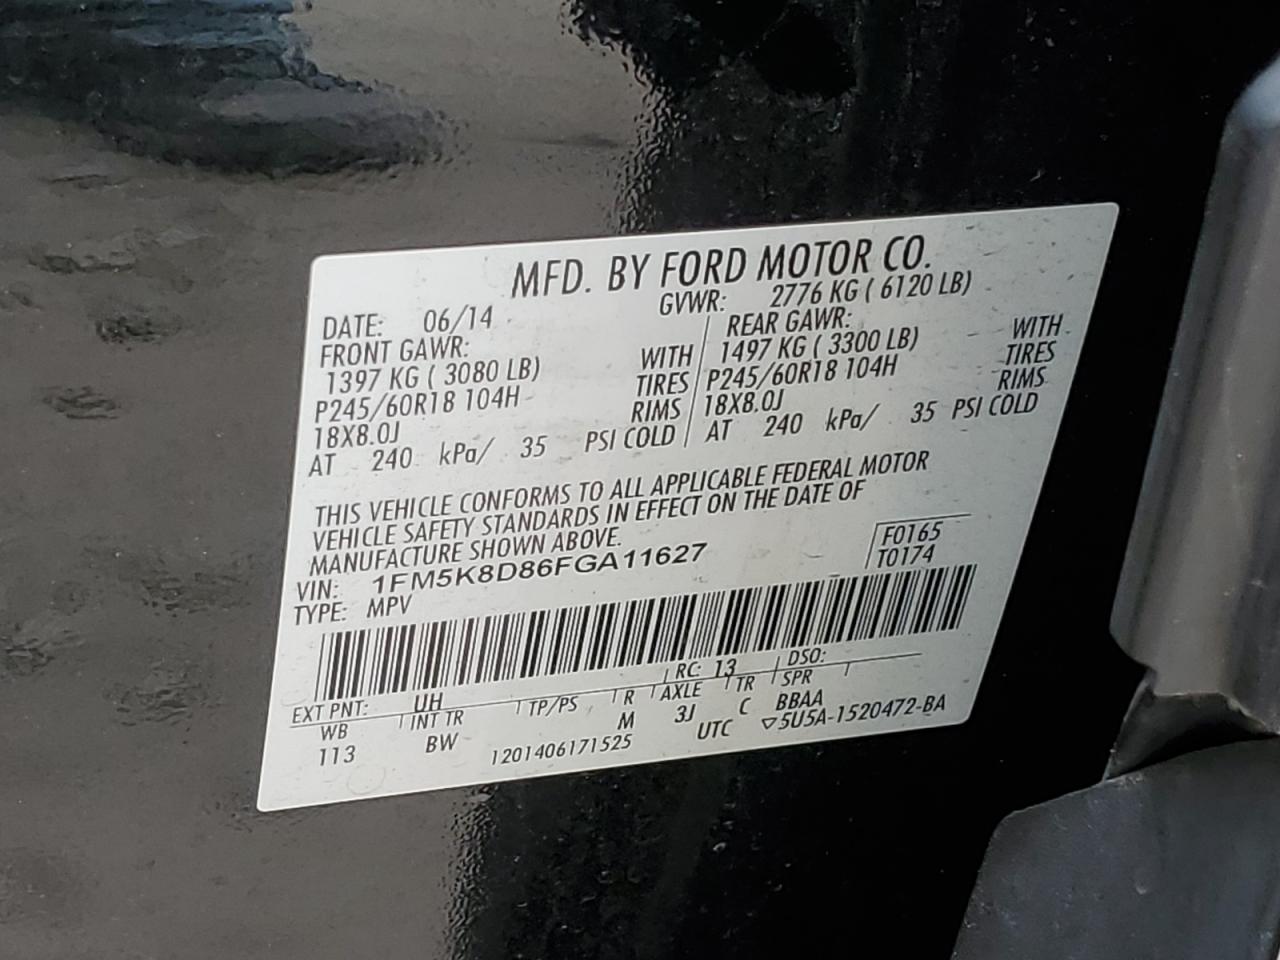 MFD. BY FORD MOTOR CO.
DATE: 06/14 GVWR: 2776 KG ( 6120 LB)
FRONT GAWR: REAR GAWR:
1397 KG ( 3080 LB) WITH 1497 KG ( 3300 LB) WITH
P245/60R18 104H TIRES P245/60R18 104H TIRES
18X8.0J RIMS 18X8.0J RIMS
AT 240 kPa/ 35 PSI COLD AT 240 kPa/ 35 PSI COLD
THIS VEHICLE CONFORMS TO ALL APPLICABLE FEDERAL MOTOR
VEHICLE SAFETY STANDARDS IN EFFECT ON THE DATE OF
MANUFACTURE SHOWN ABOVE.
VIN: 1FM5K8D86FGA11627 F0165
TYPE: MPV T0174
EXT PNT: UH RC: 13 DSO:
WB INT TR TP/PS R AXLE TR SPR
113 BW M 3J C BBAA
1201406171525 UTC ▽5U5A-1520472-BA